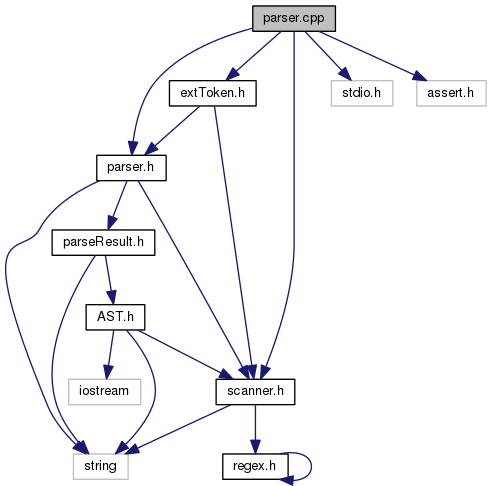 parser.cpp
extToken.h
stdio.h
assert.h
parser.h
parseResult.h
AST.h
iostream
scanner.h
string
regex.h